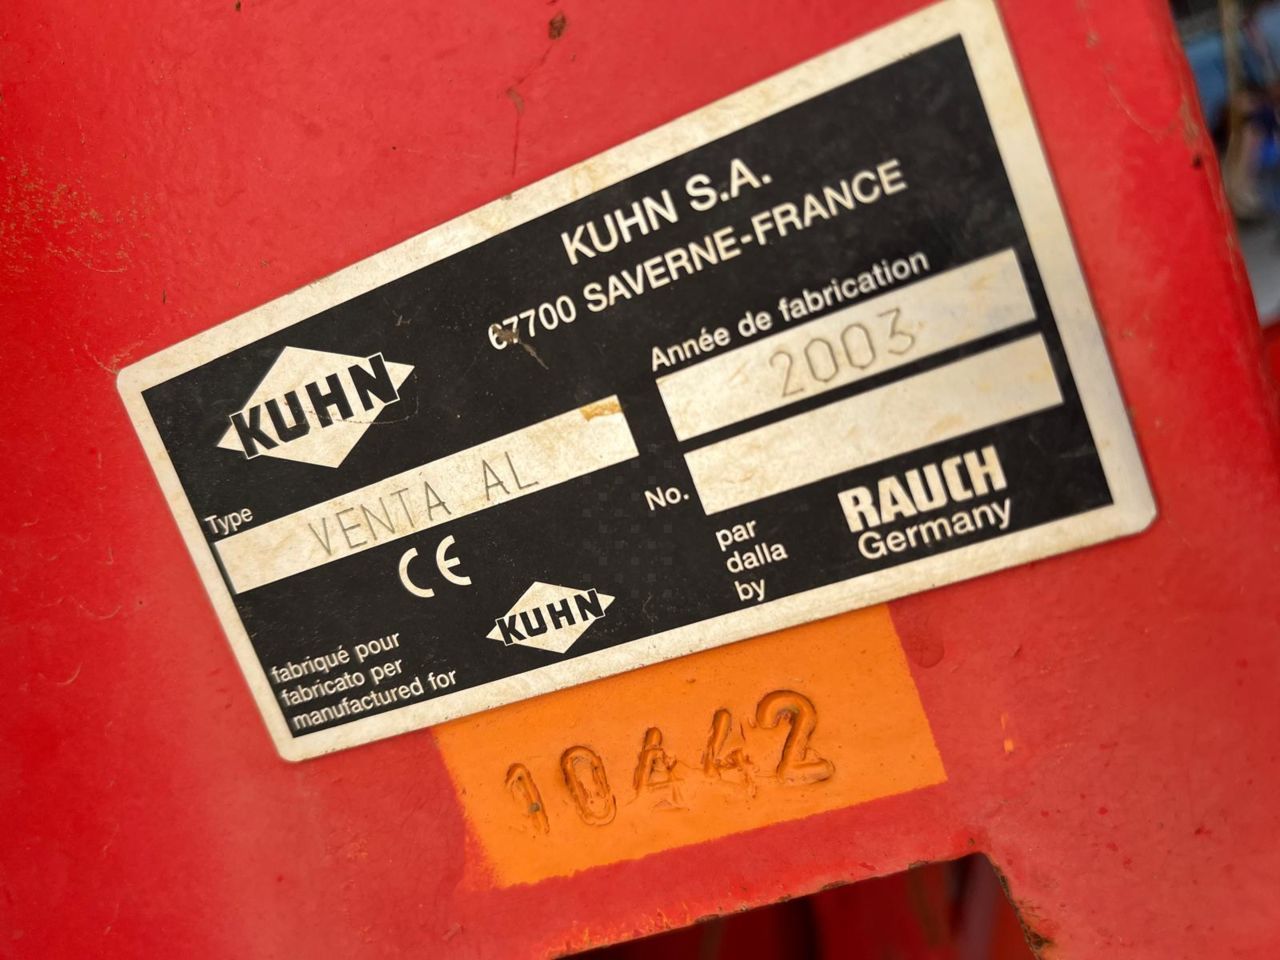 KUHN S.A.
67700 SAVERNE-FRANCE
KUHN
Année de fabrication
2003
Type
VENTA AL
No.
CE
fabriqué pour
fabricato per
manufactured for
KUHN
par
dalla
by
RAUCH
Germany
10442